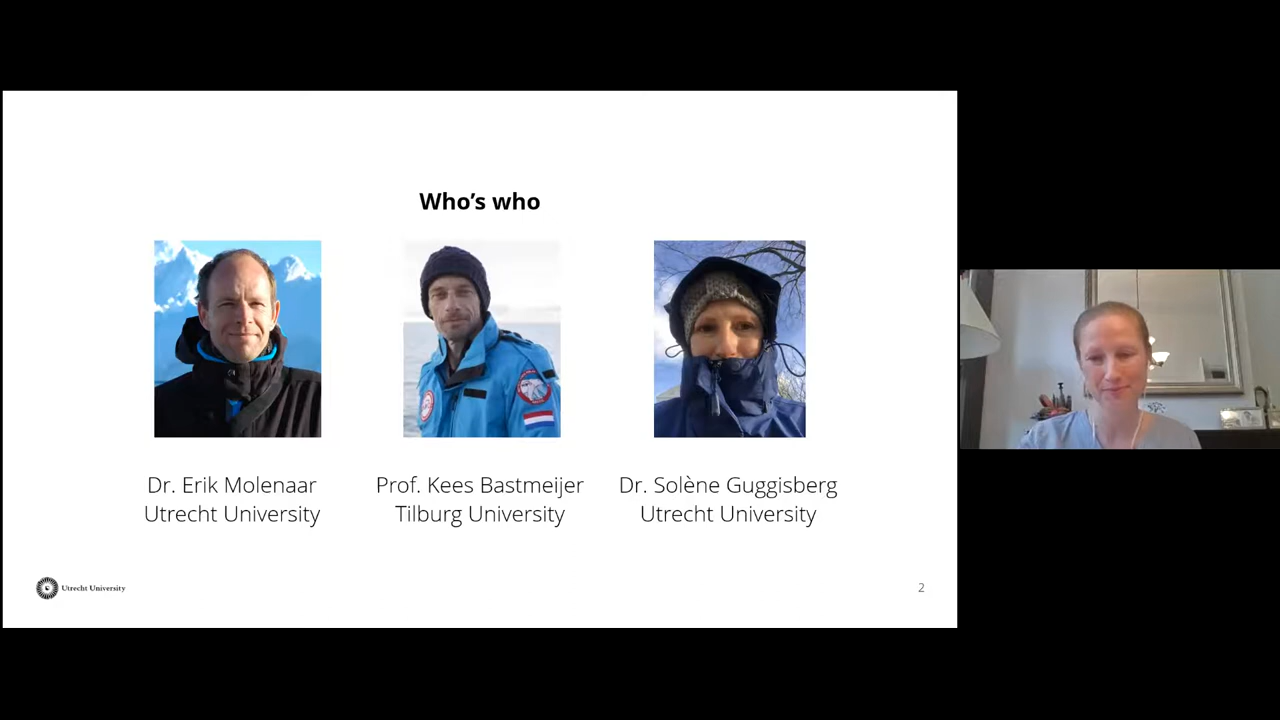 Who's who
Dr. Erik Molenaar
Utrecht University
Prof. Kees Bastmeijer
Tilburg University
Dr. Solène Guggisberg
Utrecht University
Utrecht University
2